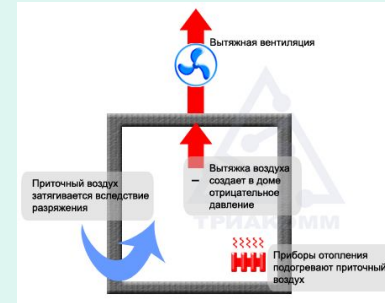 Вытяжная вентиляция
Вытяжка воздуха
создает в доме
отрицательное
давление
Приточный воздух
затягивается вследствие
разряжения
ТРИАКОММ
Приборы отопления
подогревают приточный
воздух